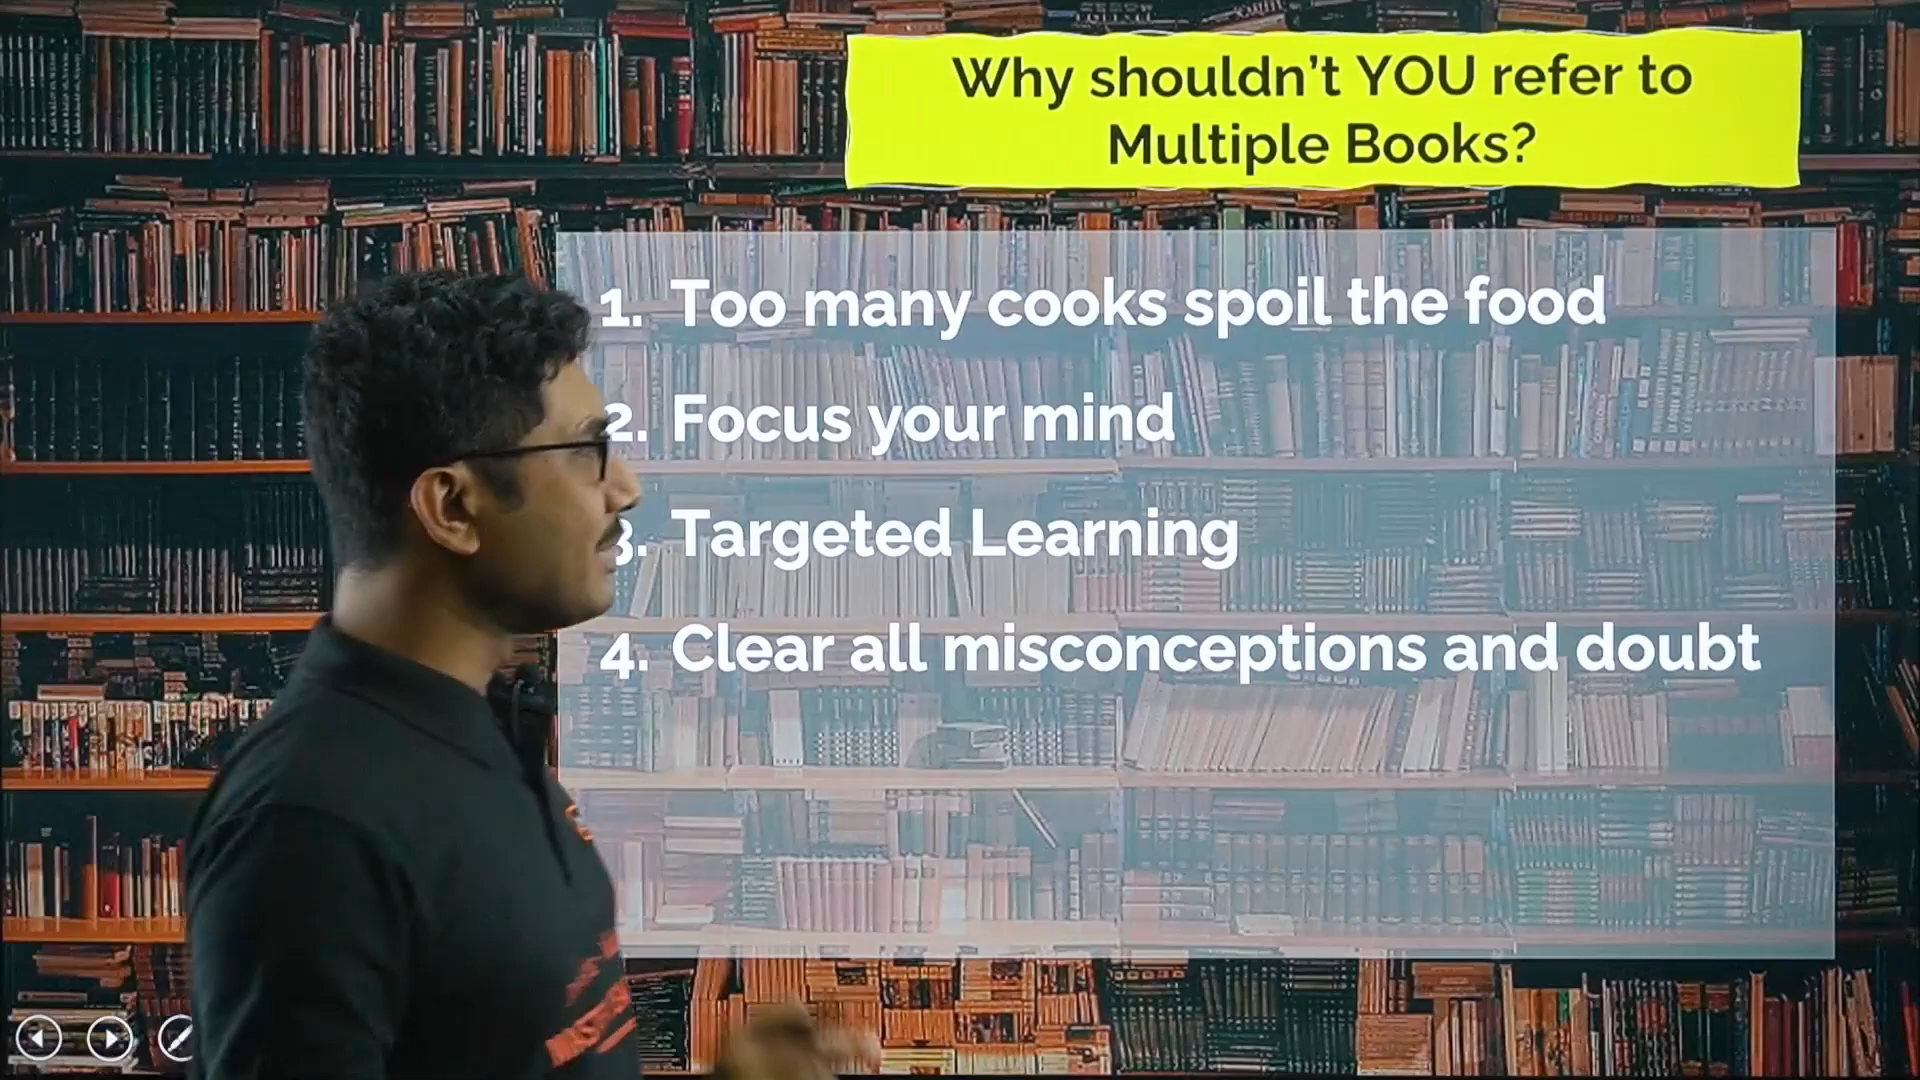 Why shouldn't YOU refer to
Multiple Books?
1. Too many cooks spoil the food
2. Focus your mind
3. Targeted Learning
4. Clear all misconceptions and doubt